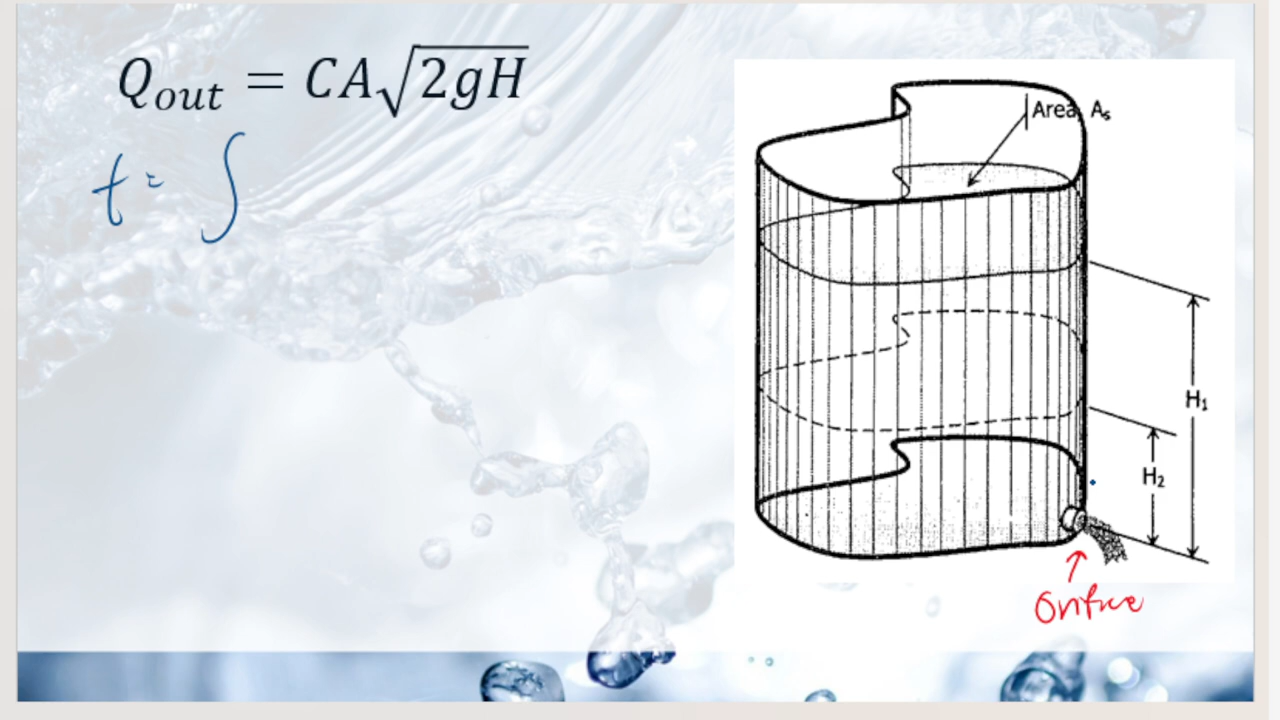 Q_out = CA√2gH
t = ∫
Area, A_s
H_1
H_2
Orifice